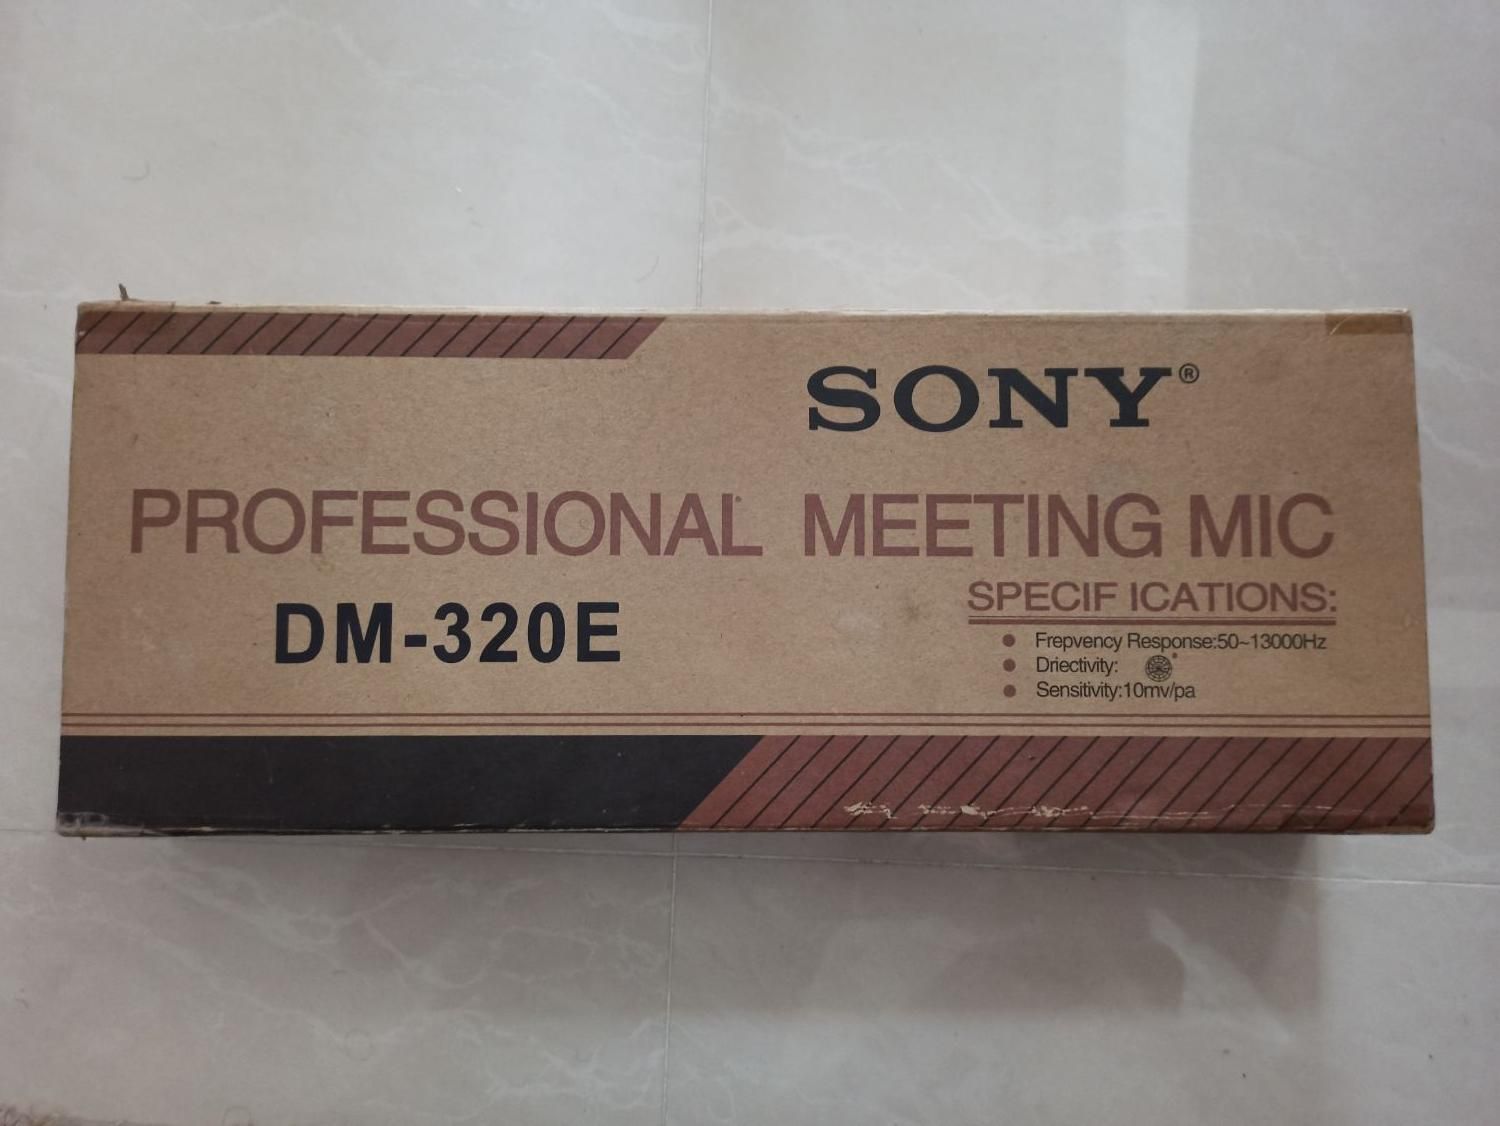 SONY®
PROFESSIONAL MEETING MIC
DM-320E
SPECIF ICATIONS:
● Frepvency Response:50~13000Hz
● Driectivity:
● Sensitivity:10mv/pa